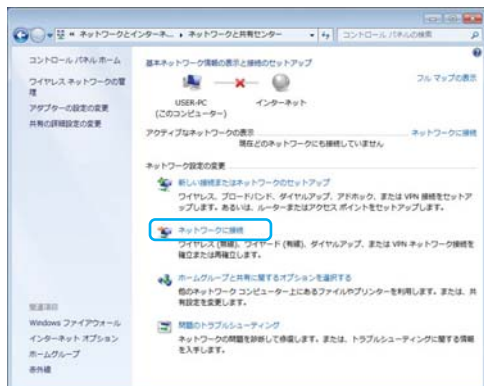 ネットワークとインターネ... ▸ ネットワークと共有センター
コントロール パネルの検索
コントロール パネル ホーム
ワイヤレス ネットワークの管
理
アダプターの設定の変更
共有の詳細設定の変更
基本ネットワーク情報の表示と接続のセットアップ
フル マップの表示
USER-PC
(このコンピューター)
インターネット
アクティブなネットワークの表示
ネットワークに接続
現在どのネットワークにも接続していません
ネットワーク設定の変更
新しい接続またはネットワークのセットアップ
ワイヤレス、ブロードバンド、ダイヤルアップ、アドホック、または VPN 接続をセットア
ップします。あるいは、ルーターまたはアクセス ポイントをセットアップします。
ネットワークに接続
ワイヤレス (無線)、ワイヤード (有線)、ダイヤルアップ、または VPN ネットワーク接続を
確立または再確立します。
ホームグループと共有に関するオプションを選択する
他のネットワーク コンピューター上にあるファイルやプリンターを利用します。または、共
有設定を変更します。
問題のトラブルシューティング
ネットワークの問題を診断して修復します。または、トラブルシューティングに関する情報
を入手します。
関連項目
Windows ファイアウォール
インターネット オプション
ホームグループ
赤外線